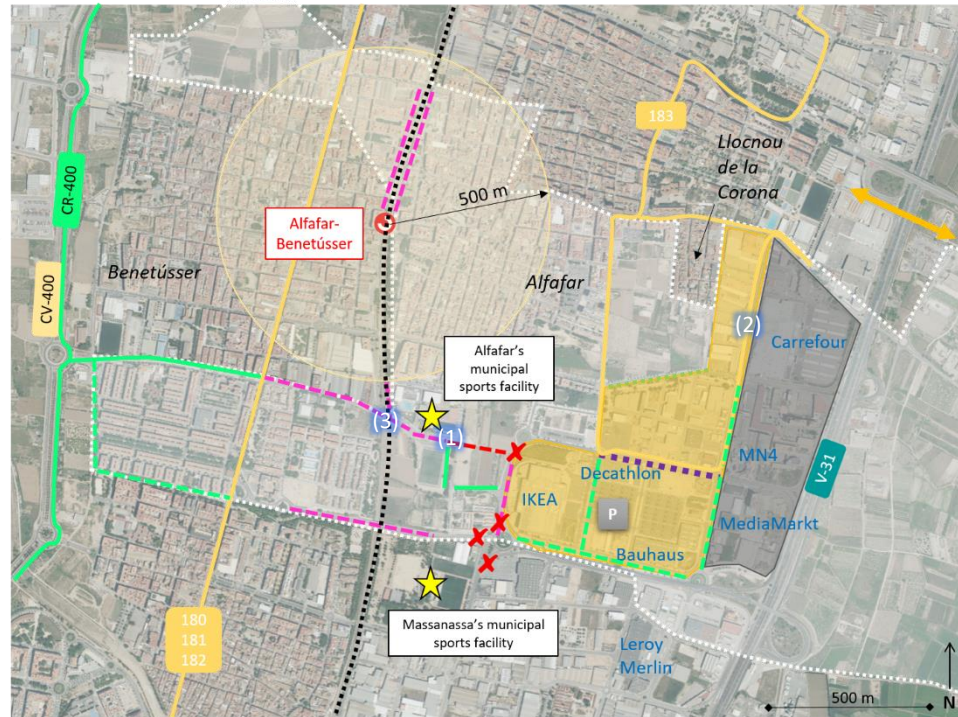 183
Llocnou
de la
Corona
500 m
CR-400
Alfafar-
Benetússer
Benetússer
Alfafar
CV-400
(2)
Carrefour
Alfafar's
municipal
sports facility
(3)
(1)
MN4
V-31
Decathlon
IKEA
P
MediaMarkt
Bauhaus
180
181
182
Massanassa's municipal
sports facility
Leroy
Merlin
500 m
N